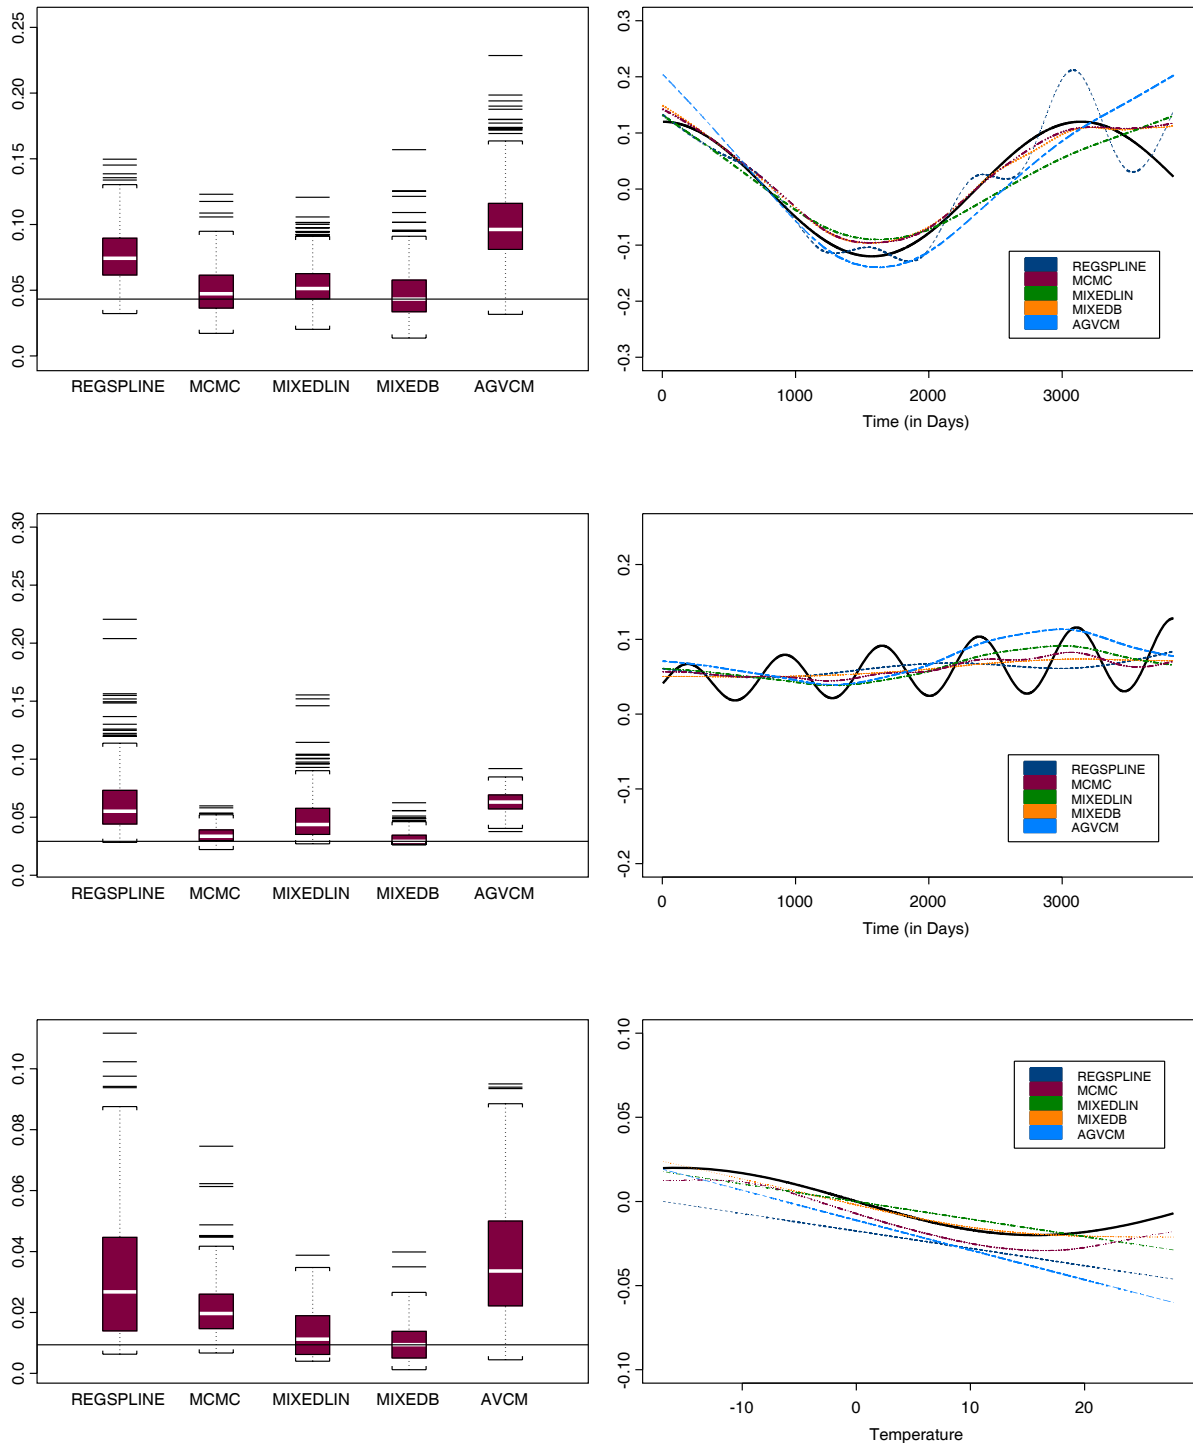 0.25
0.20
0.15
0.10
0.05
0.0
REGSPLINE MCMC MIXEDLIN MIXEDB AGVCM
0.3
0.2
0.1
0.0
-0.1
-0.2
-0.3
REGSPLINE
MCMC
MIXEDLIN
MIXEDB
AGVCM
0 1000 2000 3000
Time (in Days)
0.30
0.25
0.20
0.15
0.10
0.05
0.0
REGSPLINE MCMC MIXEDLIN MIXEDB AGVCM
0.2
0.1
0.0
-0.1
-0.2
REGSPLINE
MCMC
MIXEDLIN
MIXEDB
AGVCM
0 1000 2000 3000
Time (in Days)
0.10
0.08
0.06
0.04
0.02
0.0
REGSPLINE MCMC MIXEDLIN MIXEDB AVCM
0.10
0.05
0.0
-0.05
-0.10
REGSPLINE
MCMC
MIXEDLIN
MIXEDB
AGVCM
-10 0 10 20
Temperature